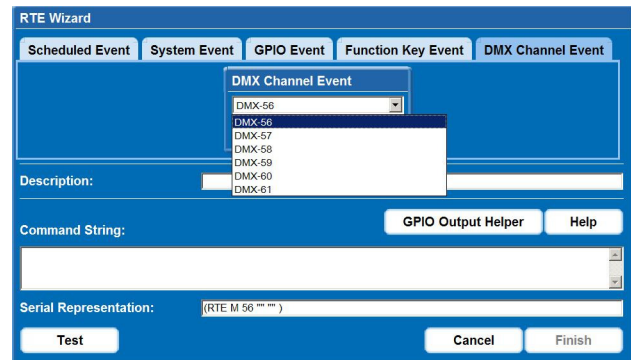 RTE Wizard
Scheduled Event System Event GPIO Event Function Key Event DMX Channel Event
DMX Channel Event
DMX-56
DMX-56
DMX-57
DMX-58
DMX-59
DMX-60
DMX-61
Description:
Command String:
GPIO Output Helper Help
Serial Representation: (RTE M 56 "" "" )
Test Cancel Finish